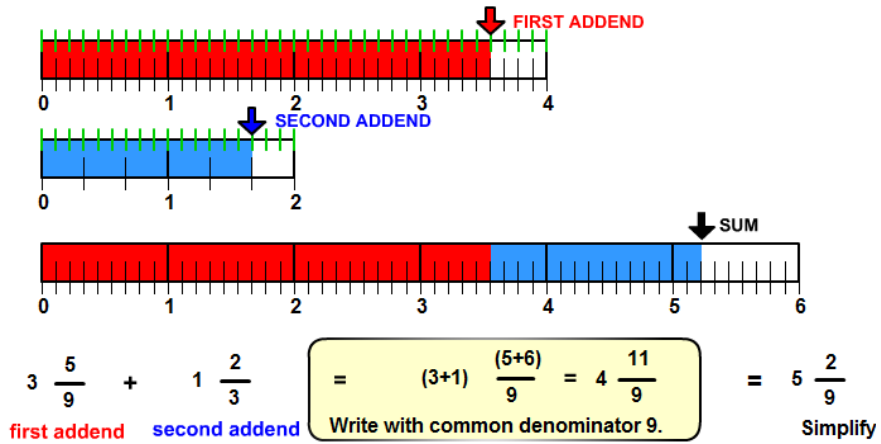 FIRST ADDEND
0 1 2 3 4
SECOND ADDEND
0 1 2
SUM
0 1 2 3 4 5 6
3 5/9 + 1 2/3 = (3+1) (5+6)/9 = 4 11/9 = 5 2/9
first addend second addend Write with common denominator 9. Simplify